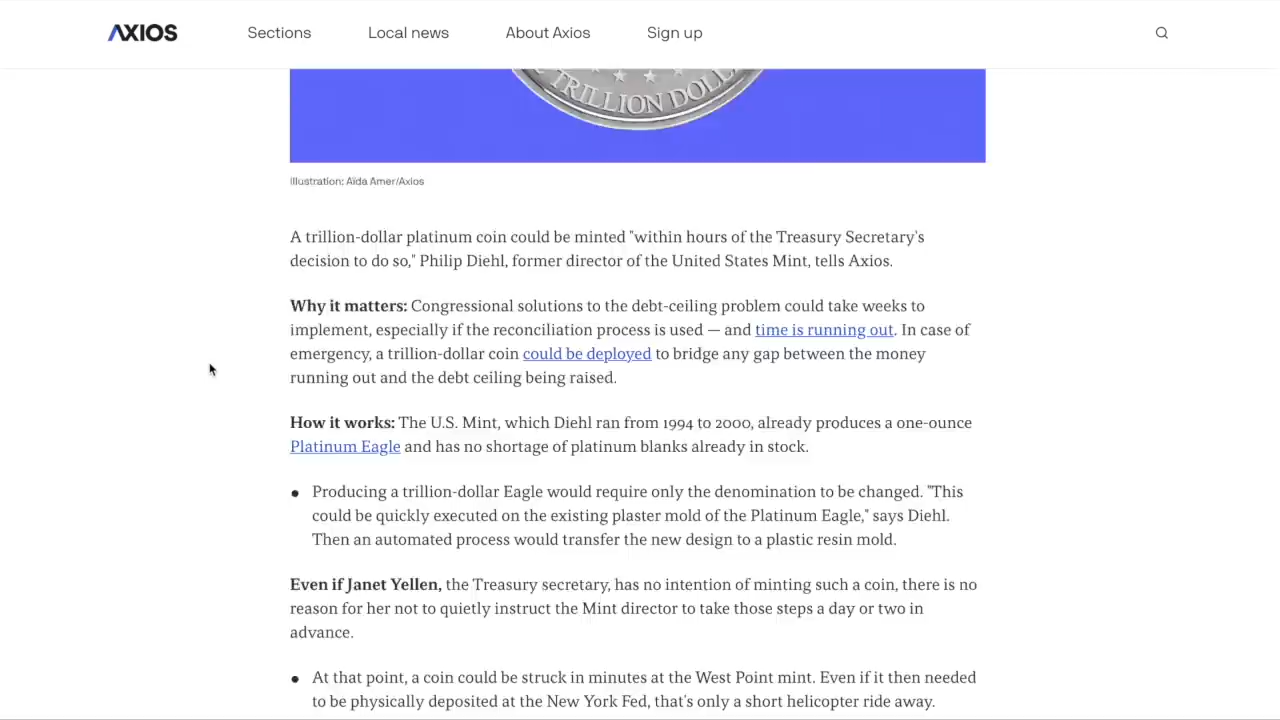 AXIOS Sections Local news About Axios Sign up
TRILLION DOLL
Illustration: Aïda Amer/Axios
A trillion-dollar platinum coin could be minted "within hours of the Treasury Secretary's
decision to do so," Philip Diehl, former director of the United States Mint, tells Axios.
Why it matters: Congressional solutions to the debt-ceiling problem could take weeks to
implement, especially if the reconciliation process is used — and time is running out. In case of
emergency, a trillion-dollar coin could be deployed to bridge any gap between the money
running out and the debt ceiling being raised.
How it works: The U.S. Mint, which Diehl ran from 1994 to 2000, already produces a one-ounce
Platinum Eagle and has no shortage of platinum blanks already in stock.
• Producing a trillion-dollar Eagle would require only the denomination to be changed. "This
could be quickly executed on the existing plaster mold of the Platinum Eagle," says Diehl.
Then an automated process would transfer the new design to a plastic resin mold.
Even if Janet Yellen, the Treasury secretary, has no intention of minting such a coin, there is no
reason for her not to quietly instruct the Mint director to take those steps a day or two in
advance.
• At that point, a coin could be struck in minutes at the West Point mint. Even if it then needed
to be physically deposited at the New York Fed, that's only a short helicopter ride away.